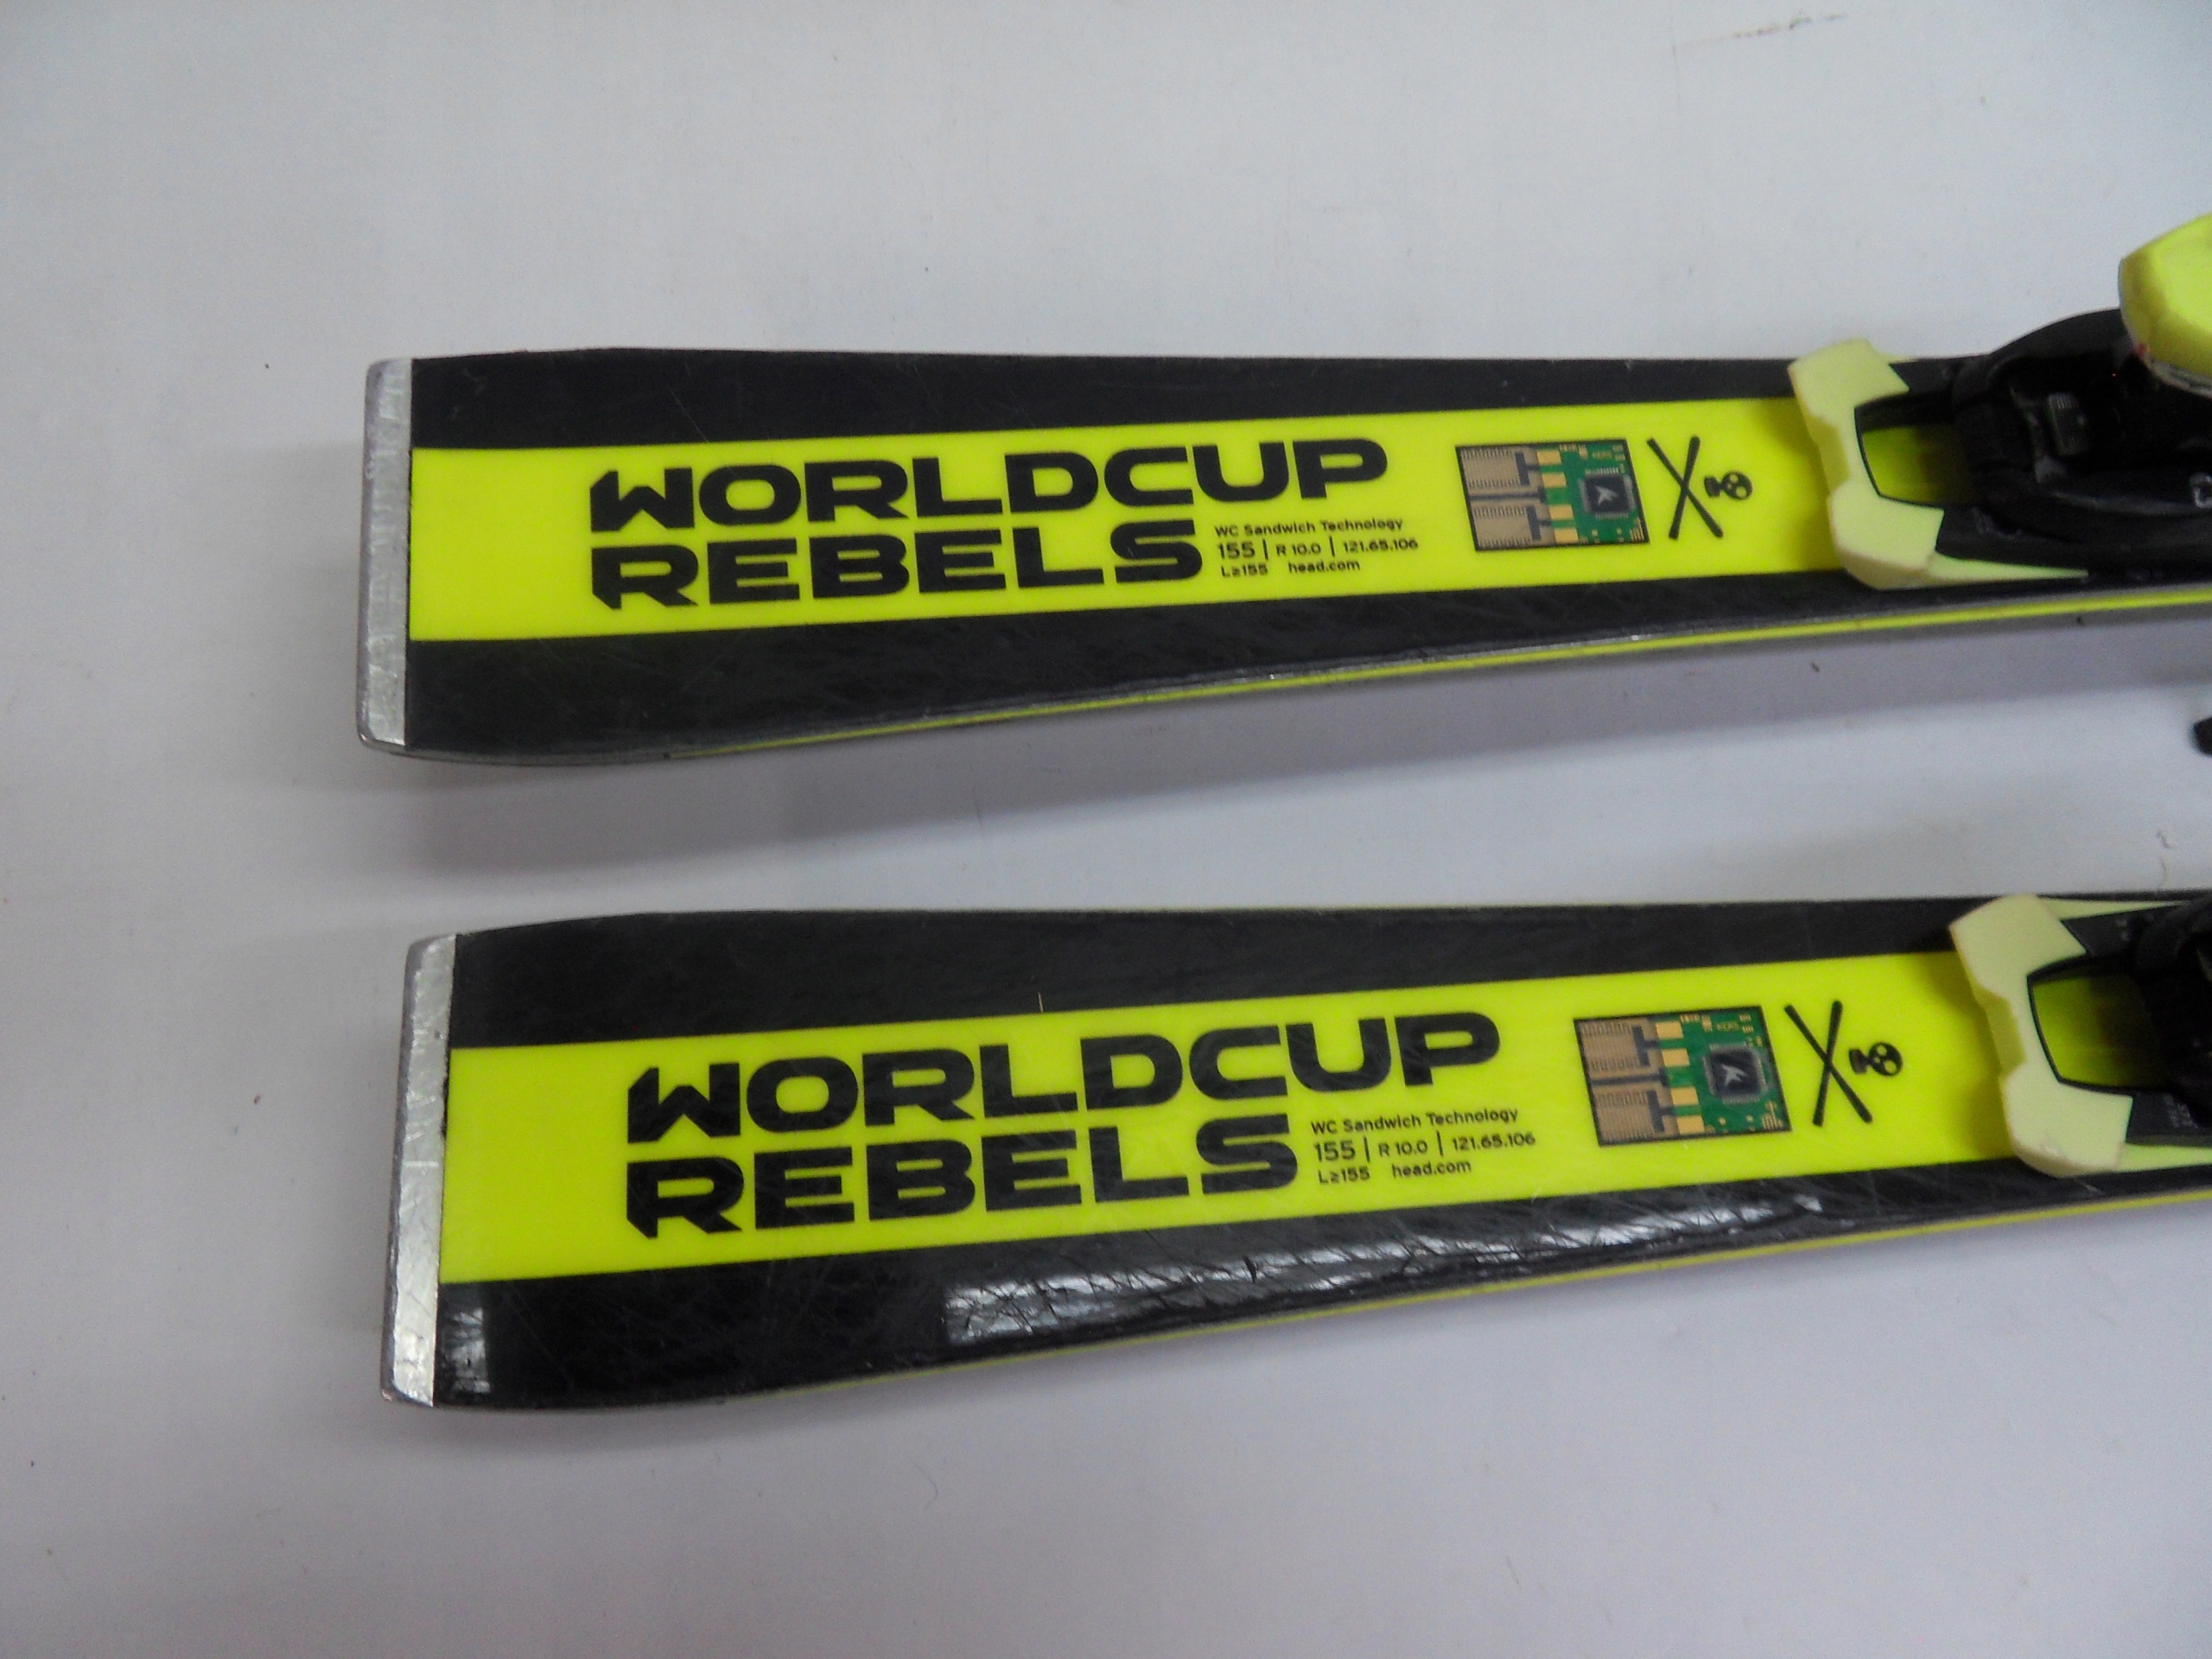 WORLDCUP
REBELS
WC Sandwich Technology
155 | R 10.0 | 121.65.106
L≥155 head.com
WORLDCUP
REBELS
WC Sandwich Technology
155 | R 10.0 | 121.65.106
L≥155 head.com